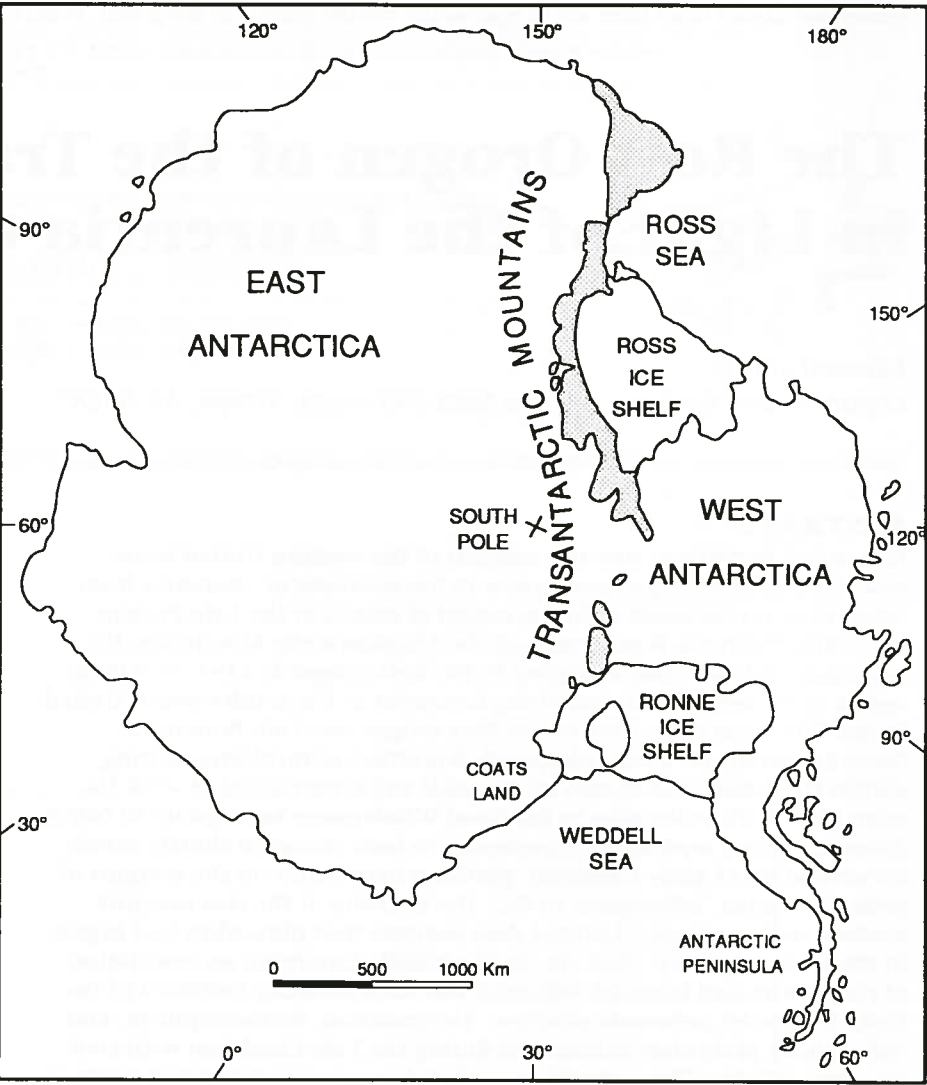 120°
150°
180°
90°
EAST
ANTARCTICA
TRANSANTARCTIC MOUNTAINS
ROSS
SEA
150°
ROSS
ICE
SHELF
60°
SOUTH
POLE
WEST
ANTARCTICA
120°
RONNE
ICE
SHELF
90°
COATS
LAND
WEDDELL
SEA
30°
ANTARCTIC
PENINSULA
0 500 1000 Km
0°
30°
60°